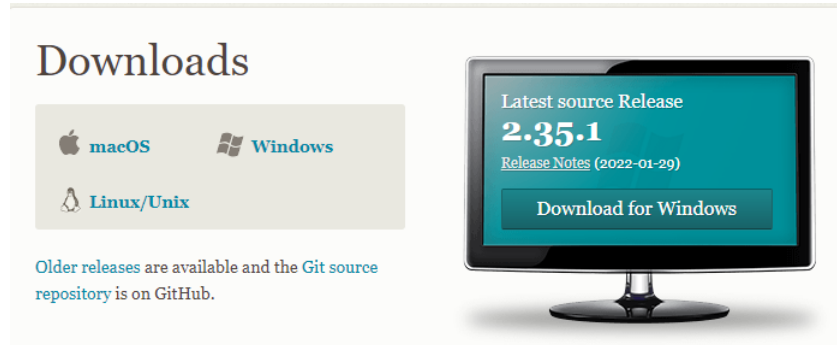 Downloads
macOS
Windows
Linux/Unix
Older releases are available and the Git source
repository is on GitHub.
Latest source Release
2.35.1
Release Notes (2022-01-29)
Download for Windows